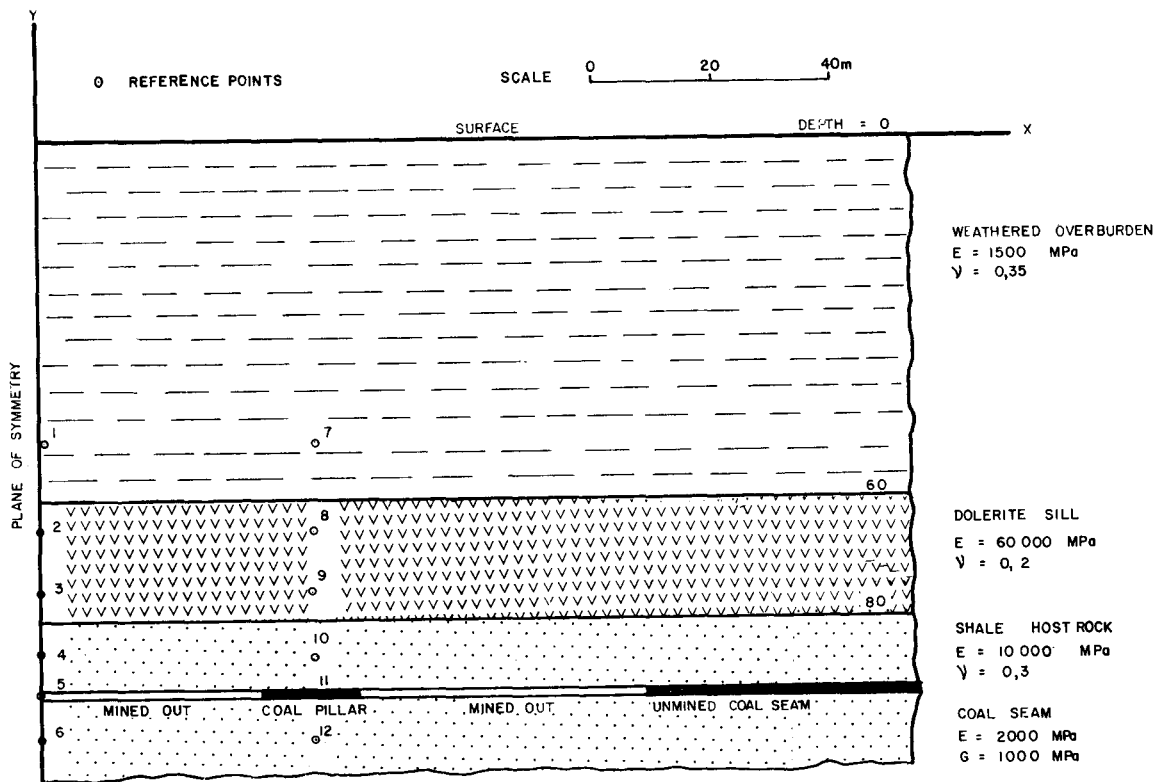 Y
0 20 40m
O REFERENCE POINTS SCALE
SURFACE DEPTH = 0 X
WEATHERED OVERBURDEN
E = 1500 MPa
ν = 0,35
PLANE OF SYMMETRY
1 7
60
2 8
DOLERITE SILL
E = 60 000 MPa
ν = 0, 2
3 9
80
SHALE HOST ROCK
E = 10 000 MPa
ν = 0,3
4 10
5 11
MINED OUT COAL PILLAR MINED OUT UNMINED COAL SEAM
COAL SEAM
E = 2000 MPa
G = 1000 MPa
6 12